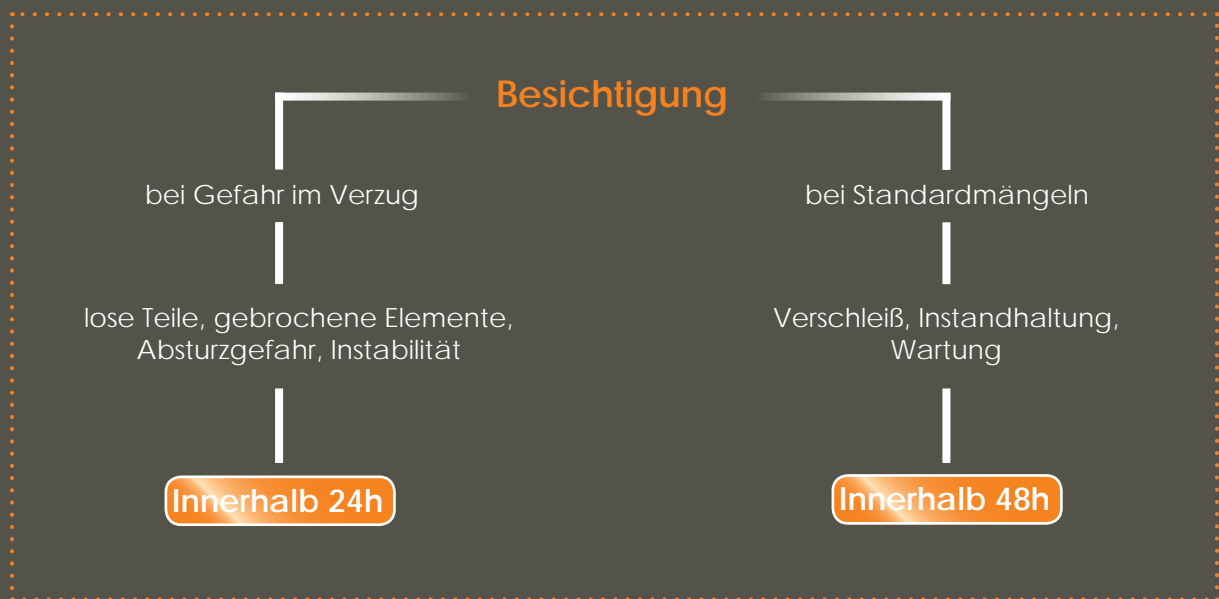 Besichtigung
bei Gefahr im Verzug
lose Teile, gebrochene Elemente,
Absturzgefahr, Instabilität
Innerhalb 24h
bei Standardmängeln
Verschleiß, Instandhaltung,
Wartung
Innerhalb 48h